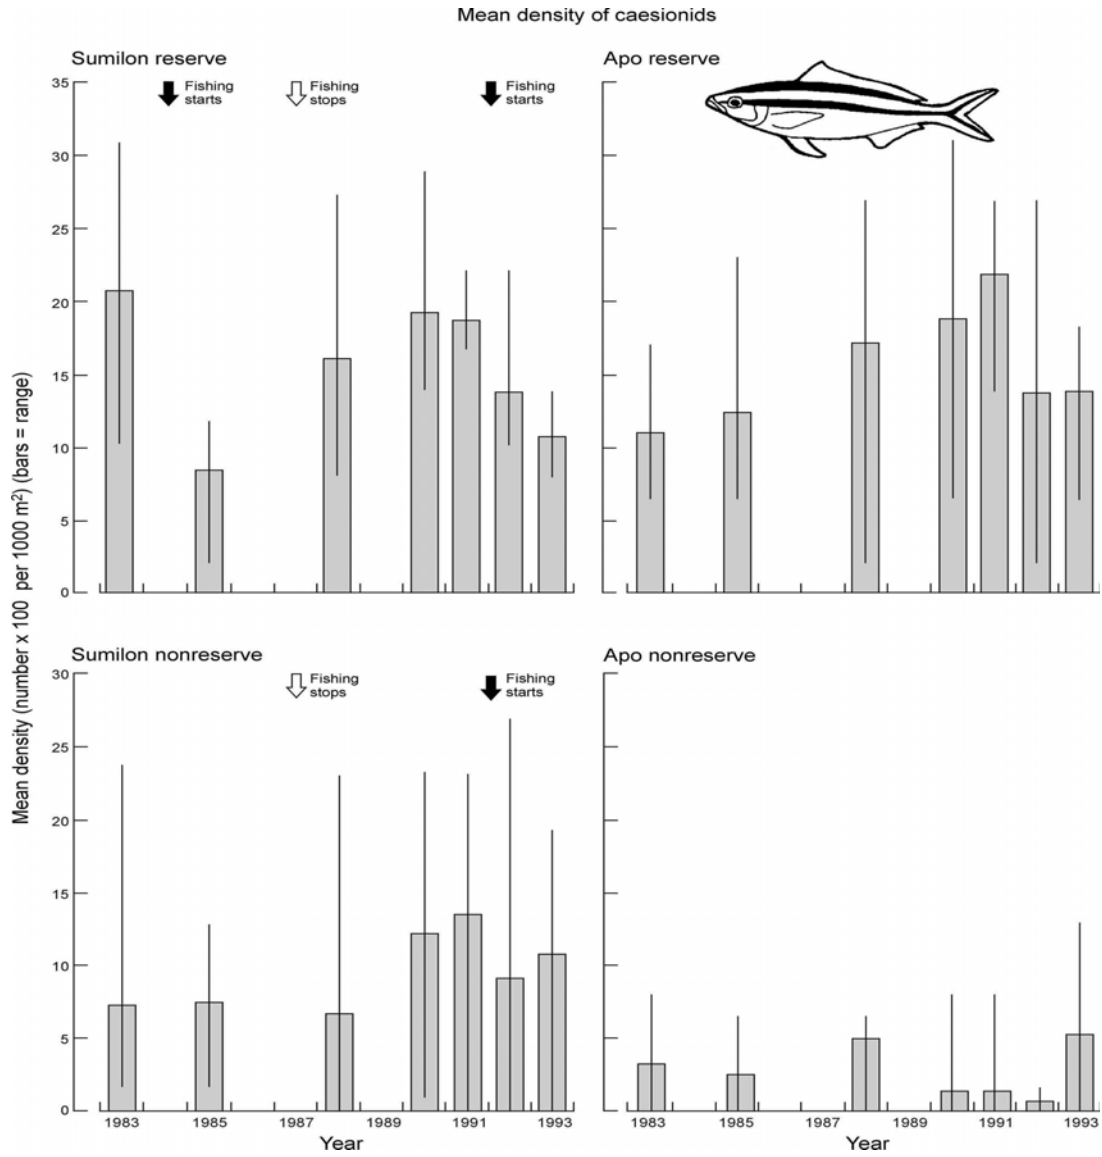 Mean density of caesionids
Sumilon reserve
Apo reserve
Fishing
starts
Fishing
stops
Fishing
starts
35
30
25
20
15
10
5
0
Sumilon nonreserve
Apo nonreserve
Fishing
stops
Fishing
starts
30
25
20
15
10
5
0
Mean density (number x 100 per 1000 m²) (bars = range)
1983 1985 1987 1989 1991 1993
Year
1983 1985 1987 1989 1991 1993
Year